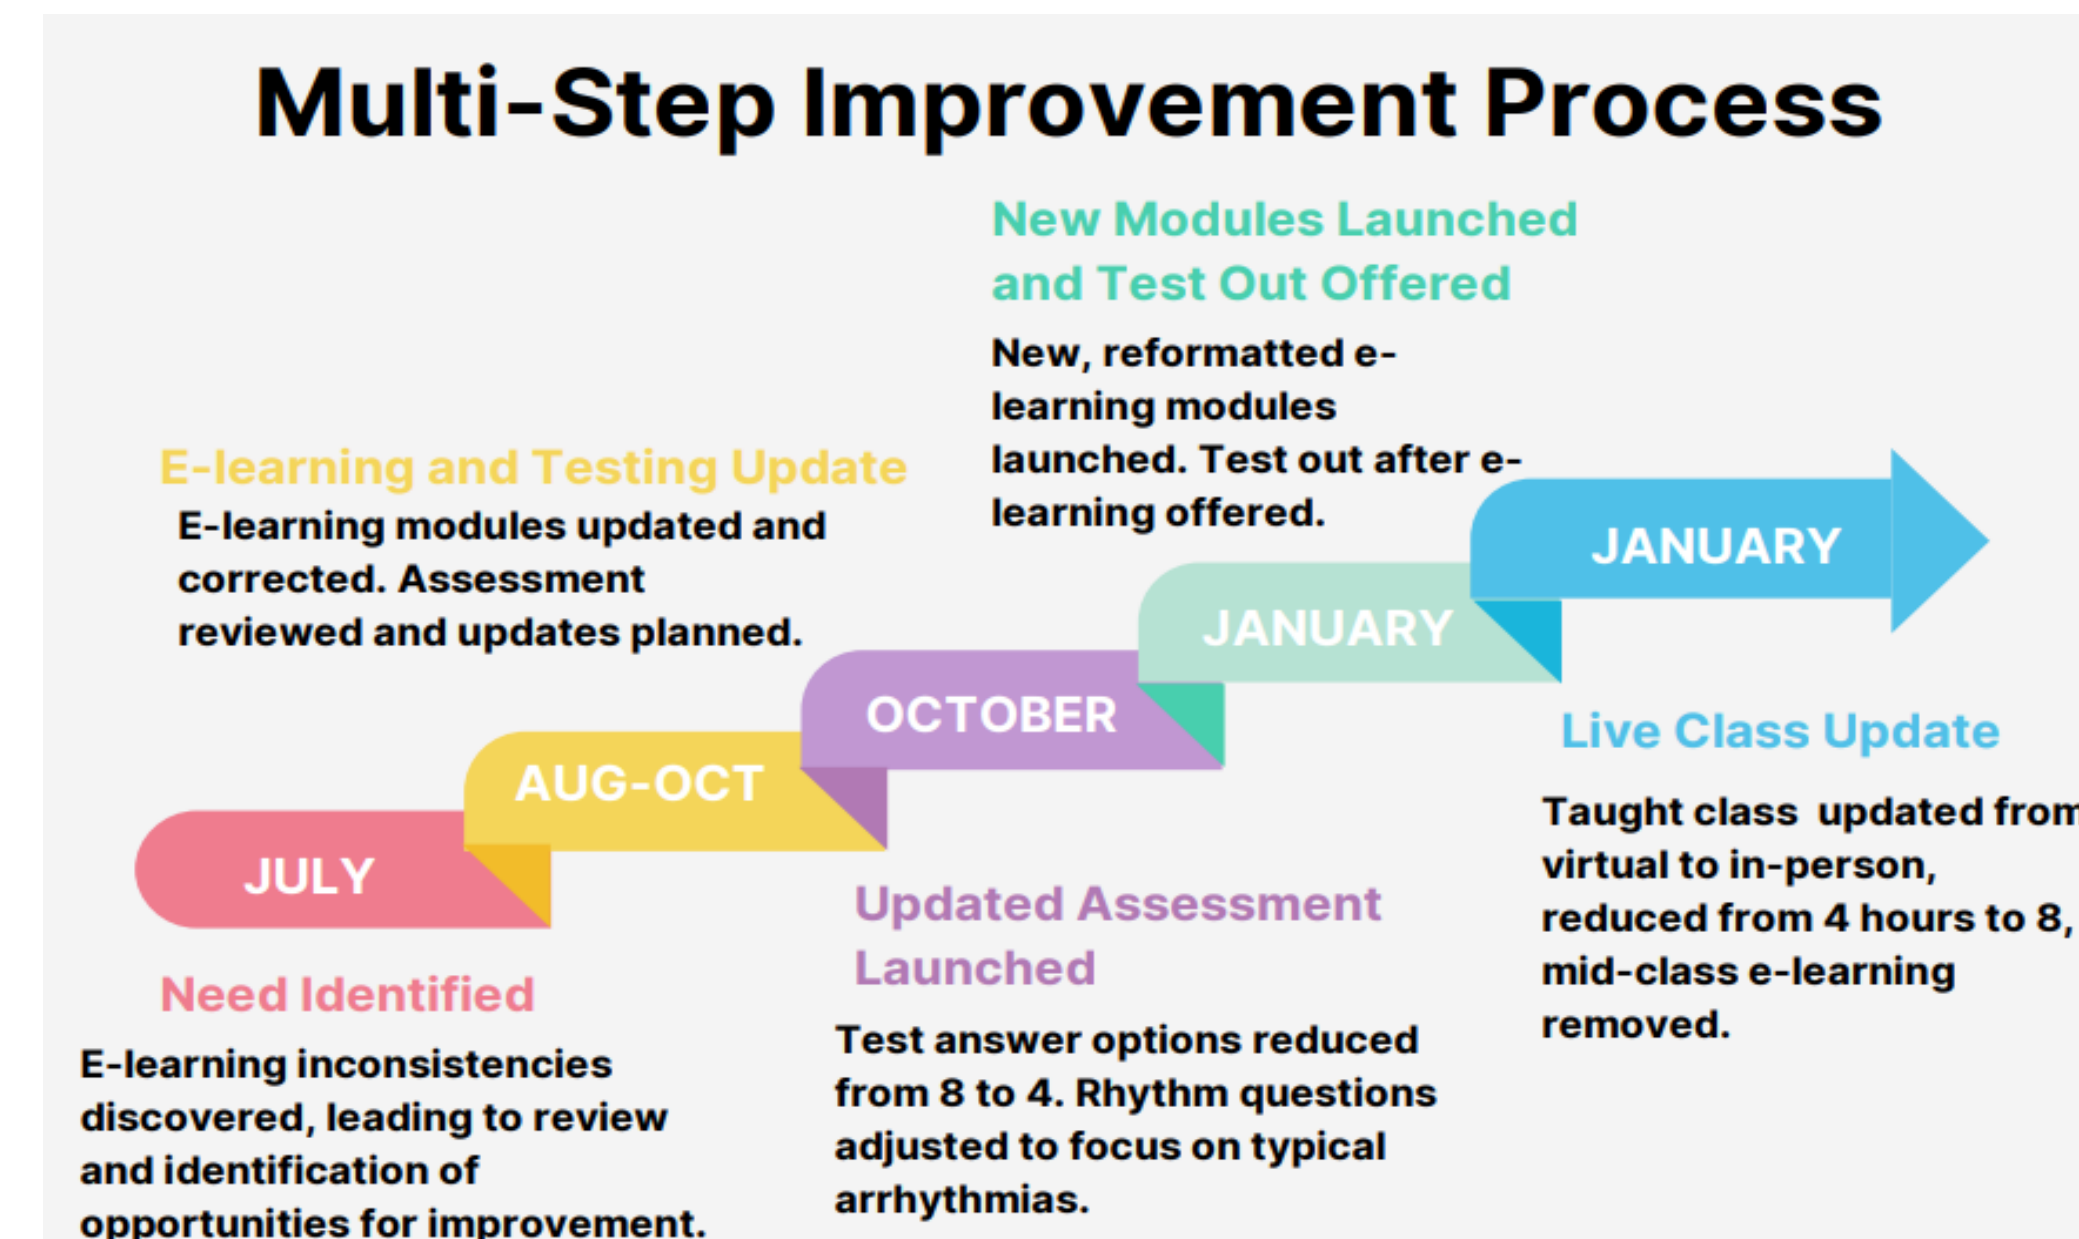 Multi-Step Improvement Process
New Modules Launched
and Test Out Offered
New, reformatted e-
learning modules
launched. Test out after e-
learning offered.
E-learning and Testing Update
E-learning modules updated and
corrected. Assessment
reviewed and updates planned.
JANUARY
JANUARY
OCTOBER
AUG-OCT
JULY
Live Class Update
Taught class updated from
virtual to in-person,
reduced from 4 hours to 8,
mid-class e-learning
removed.
Updated Assessment
Launched
Test answer options reduced
from 8 to 4. Rhythm questions
adjusted to focus on typical
arrhythmias.
Need Identified
E-learning inconsistencies
discovered, leading to review
and identification of
opportunities for improvement.